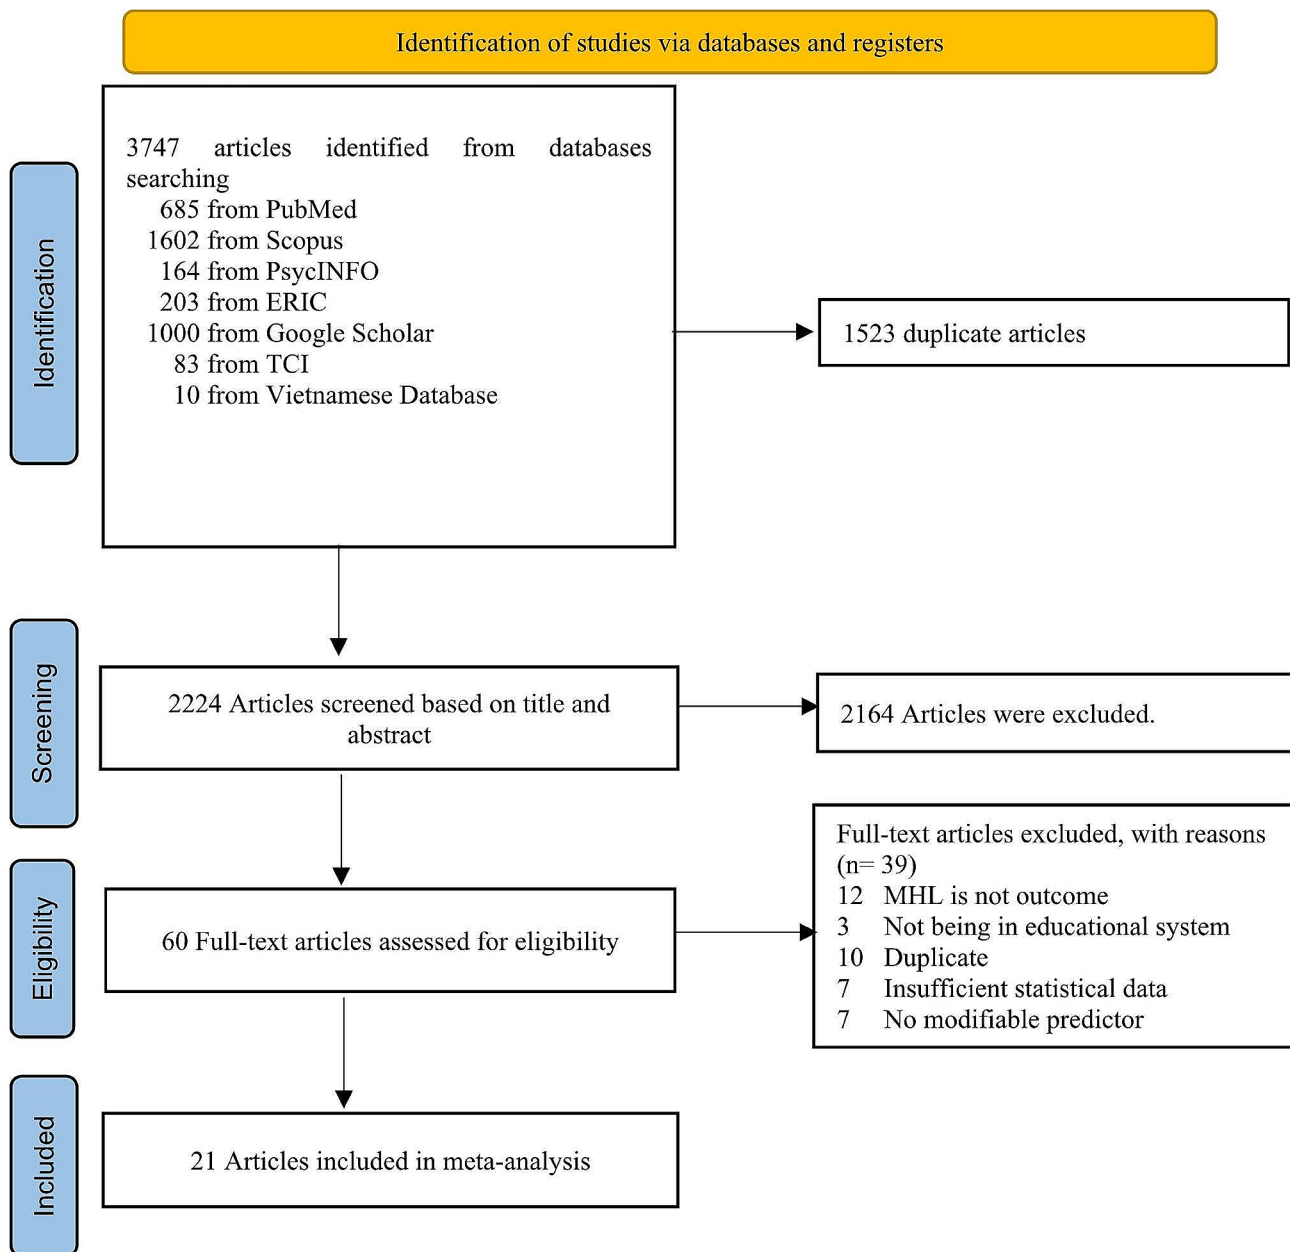 Identification of studies via databases and registers
Identification
3747 articles identified from databases
searching
685 from PubMed
1602 from Scopus
164 from PsycINFO
203 from ERIC
1000 from Google Scholar
83 from TCI
10 from Vietnamese Database
1523 duplicate articles
Screening
2224 Articles screened based on title and
abstract
2164 Articles were excluded.
Eligibility
60 Full-text articles assessed for eligibility
Full-text articles excluded, with reasons
(n= 39)
12 MHL is not outcome
3 Not being in educational system
10 Duplicate
7 Insufficient statistical data
7 No modifiable predictor
Included
21 Articles included in meta-analysis